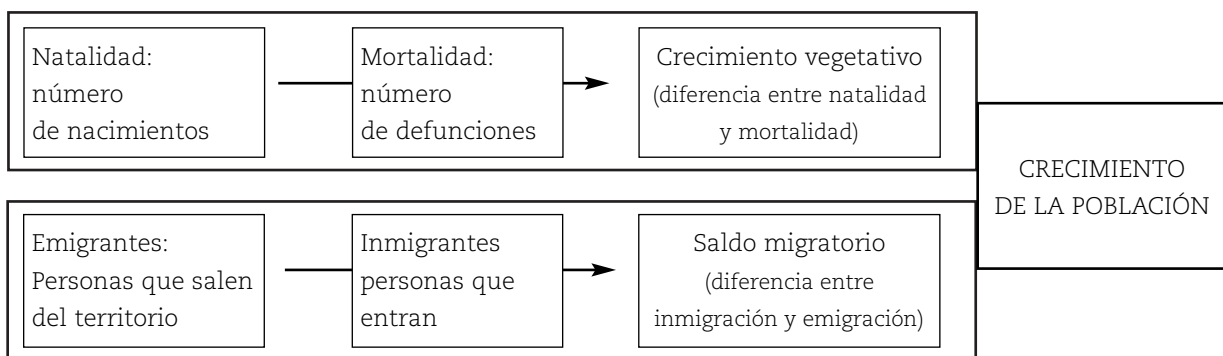 Natalidad:
número
de nacimientos
Mortalidad:
número
de defunciones
Crecimiento vegetativo
(diferencia entre natalidad
y mortalidad)
Emigrantes:
Personas que salen
del territorio
Inmigrantes
personas que
entran
Saldo migratorio
(diferencia entre
inmigración y emigración)
CRECIMIENTO
DE LA POBLACIÓN